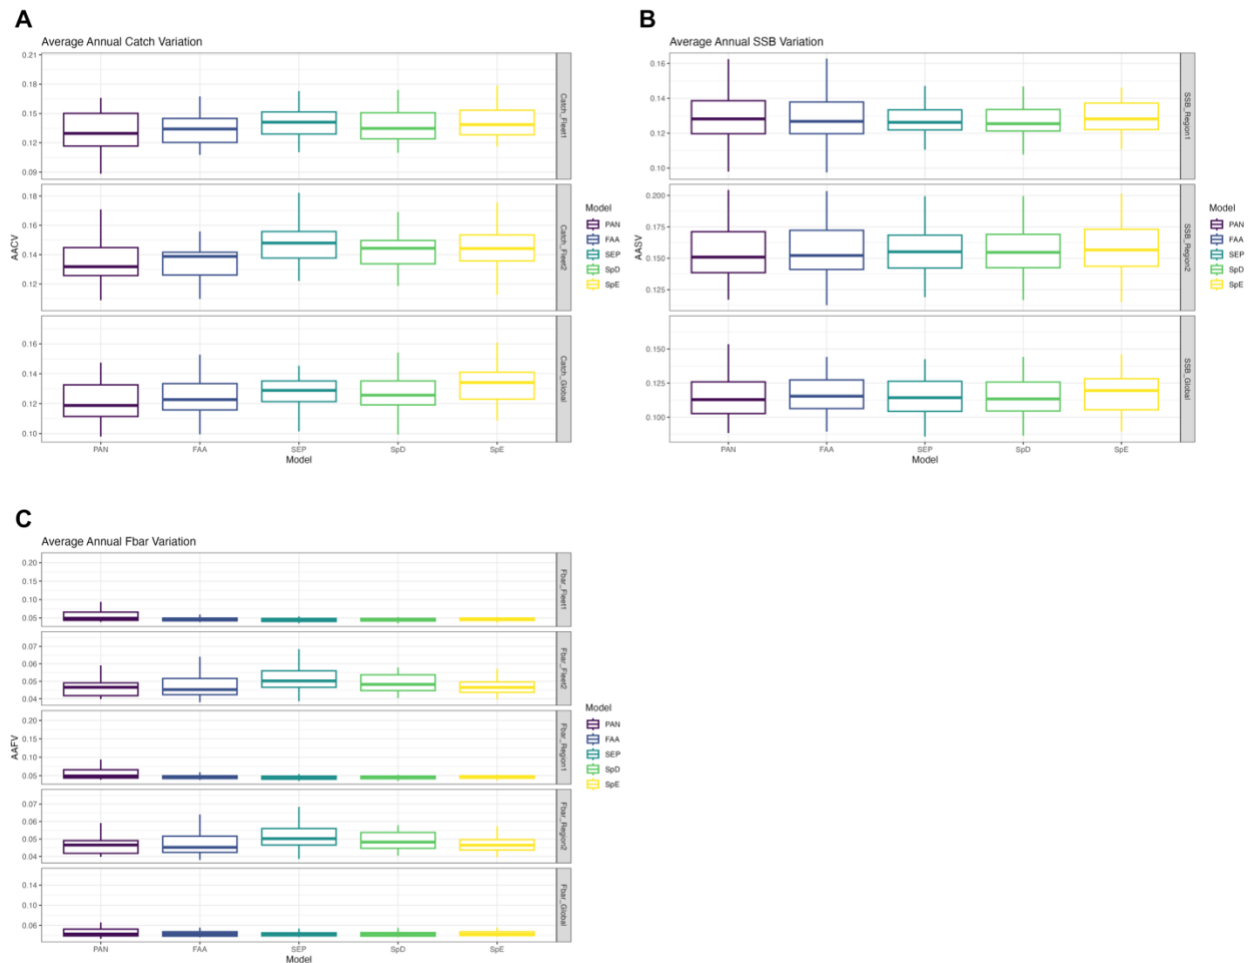 A
Average Annual Catch Variation
0.21
0.18
0.15
0.12
0.09
Catch_Fleet1
0.18
0.16
0.14
0.12
Catch_Fleet2
0.16
0.14
0.12
0.10
Catch_Global
AACV
PAN FAA SEP SpD SpE
Model
Model
PAN
FAA
SEP
SpD
SpE
B
Average Annual SSB Variation
0.16
0.14
0.12
0.10
SSB_Region1
0.200
0.175
0.150
0.125
SSB_Region2
0.150
0.125
0.100
SSB_Global
AASV
PAN FAA SEP SpD SpE
Model
Model
PAN
FAA
SEP
SpD
SpE
C
Average Annual Fbar Variation
0.20
0.15
0.10
0.05
Fbar_Fleet1
0.07
0.06
0.05
0.04
Fbar_Fleet2
0.20
0.15
0.10
0.05
Fbar_Region1
0.07
0.06
0.05
0.04
Fbar_Region2
0.14
0.10
0.06
Fbar_Global
AAFV
PAN FAA SEP SpD SpE
Model
Model
PAN
FAA
SEP
SpD
SpE